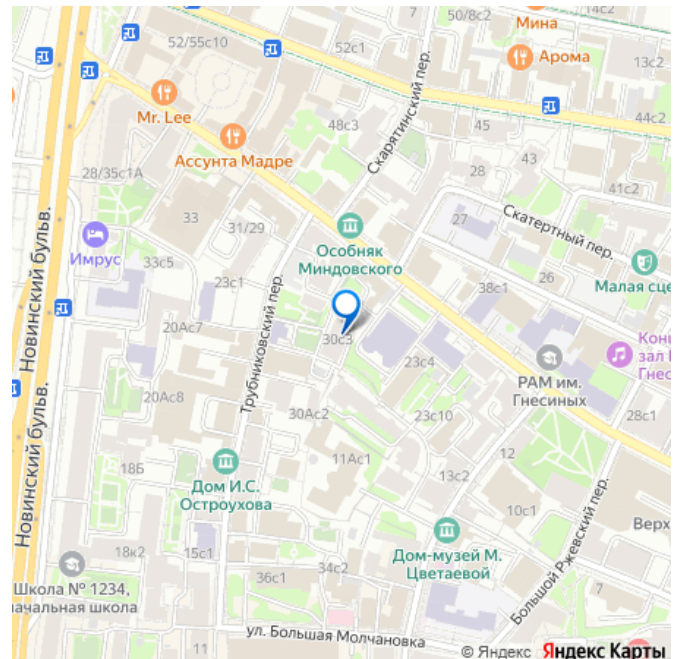 50/8с2
14с2
Мина
52/55с10
52с1
Арома
13с2
Скарятинский пер.
Mr. Lee
44с2
48с3
45
Ассунта Мадре
43
28/35с1А
28
41с2
33
27
Скатертный пер.
31/29
Имрус
Особняк
Миндовского
33с5
26
Малая сце
23с1
38с1
Новинский бульв.
Трубниковский пер.
20Ас7
30с3
Конц
зал
Гнес
23с4
РАМ им.
Гнесиных
20Ас8
30Ас2
23с10
28с1
11Ас1
12
18Б
13с2
Дом И.С.
Остроухова
10с1
Верх
Новинский бульв.
Большой Ржевский пер.
18к2
15с1
Дом-музей М.
Цветаевой
34с2
Школа № 1234,
начальная школа
36с1
7
ул. Большая Молчановка
© Яндекс Яндекс Карты